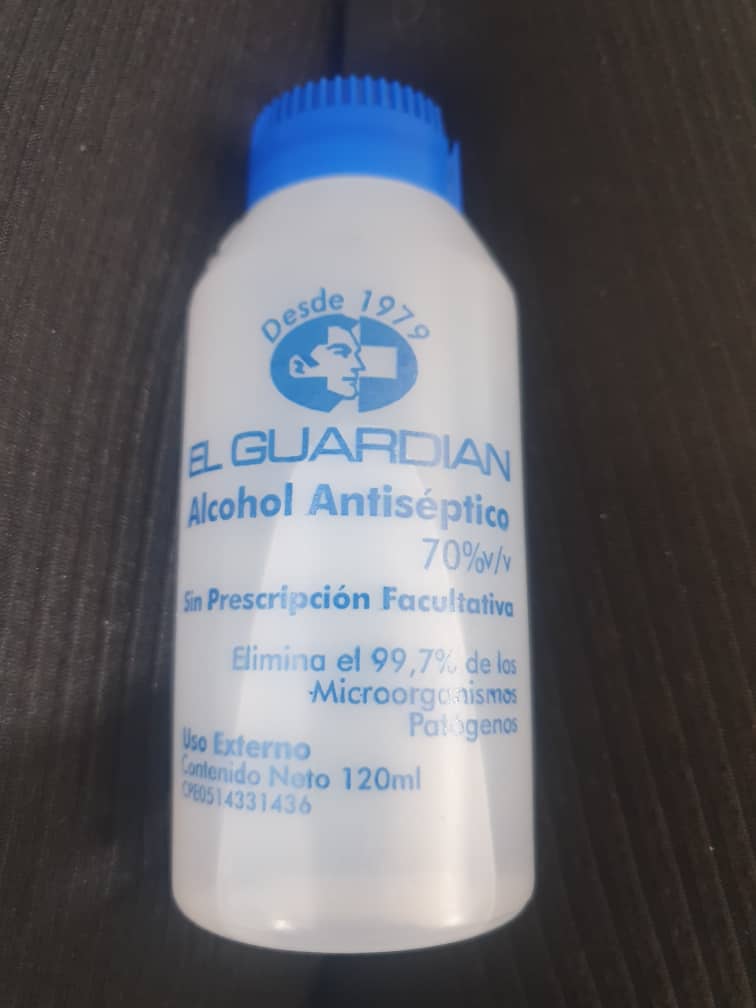 Desde 1979
EL GUARDIAN
Alcohol Antiséptico
70%v/v
Sin Prescripción Facultativa
Elimina el 99,7% de los
Microorganismos
Patógenos
Uso Externo
Contenido Neto 120ml
CPE0514331436